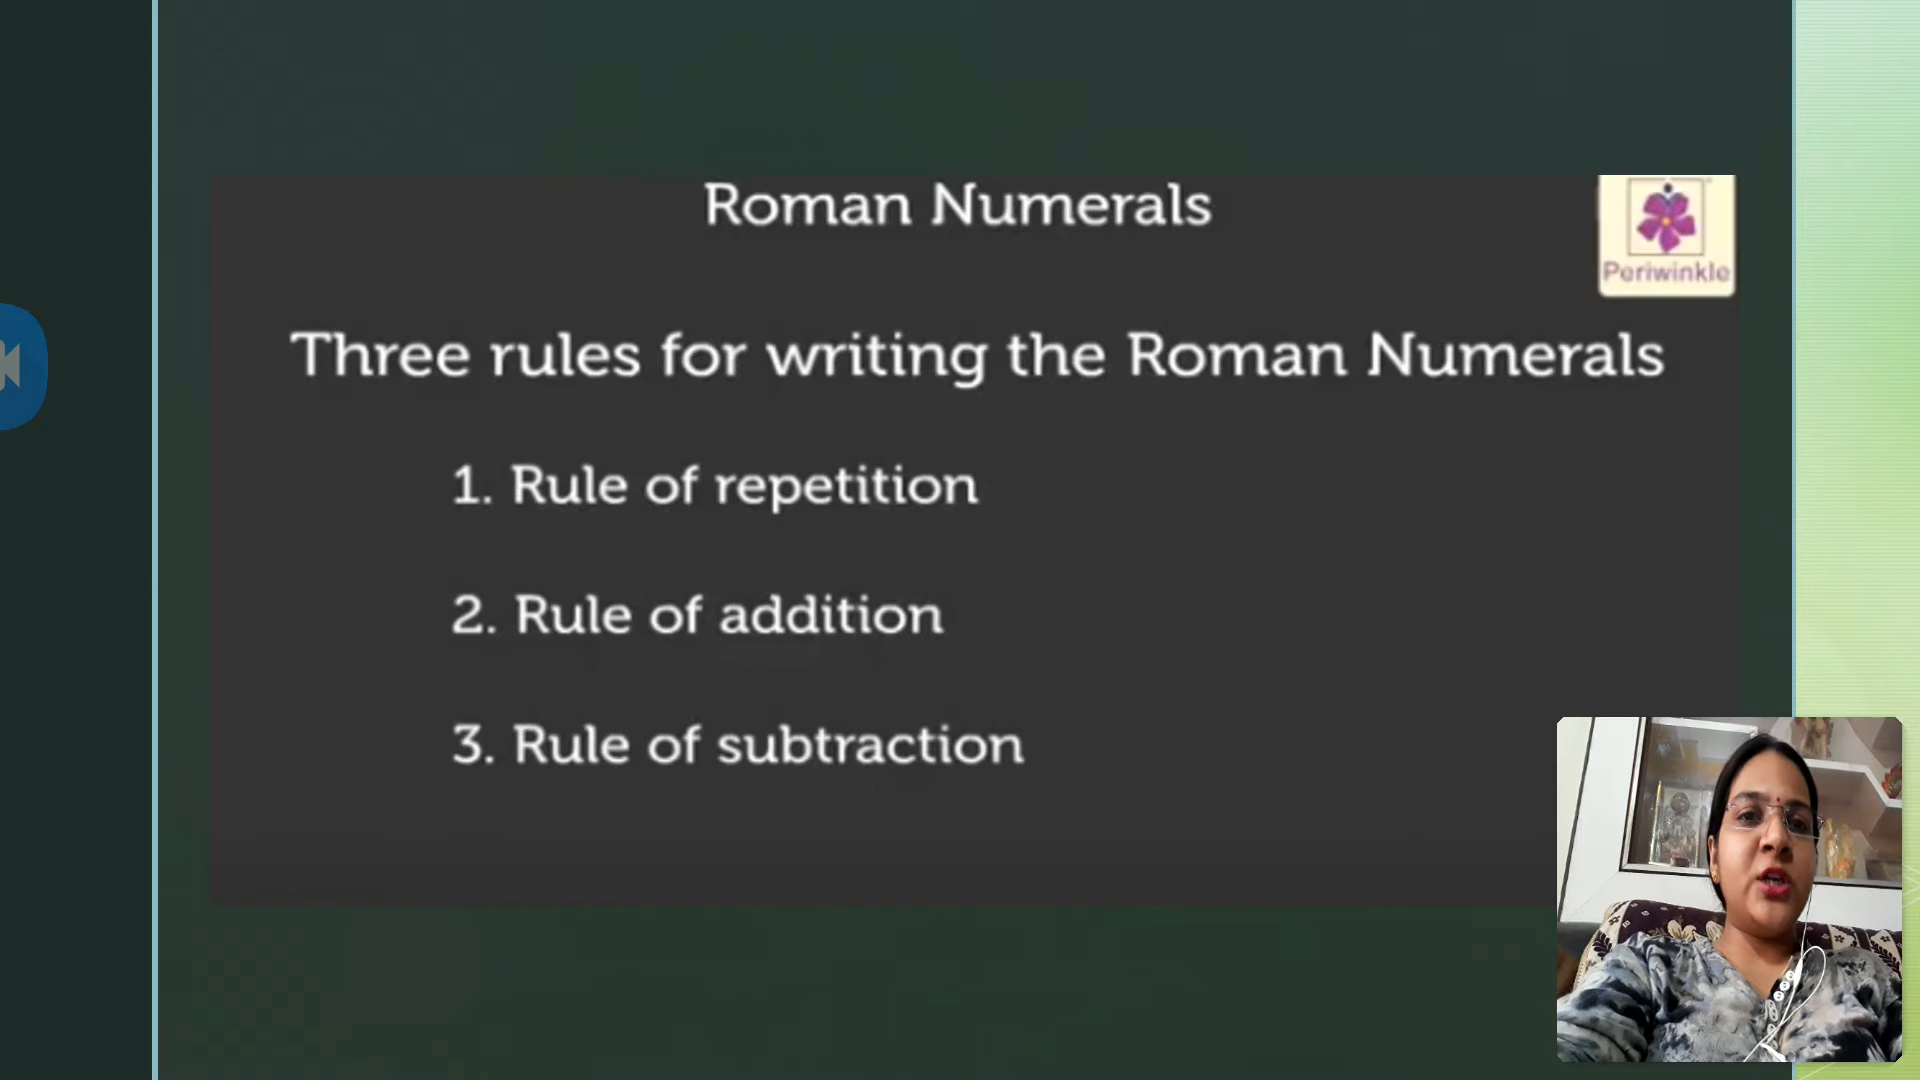 Roman Numerals
Periwinkle
Three rules for writing the Roman Numerals
1. Rule of repetition
2. Rule of addition
3. Rule of subtraction